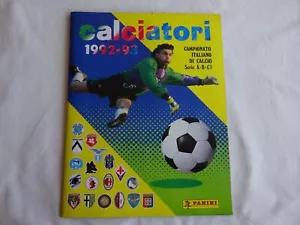 calciatori
1992-93
CAMPIONATO
ITALIANO
DI CALCIO
Serie A-B-C1
PANINI